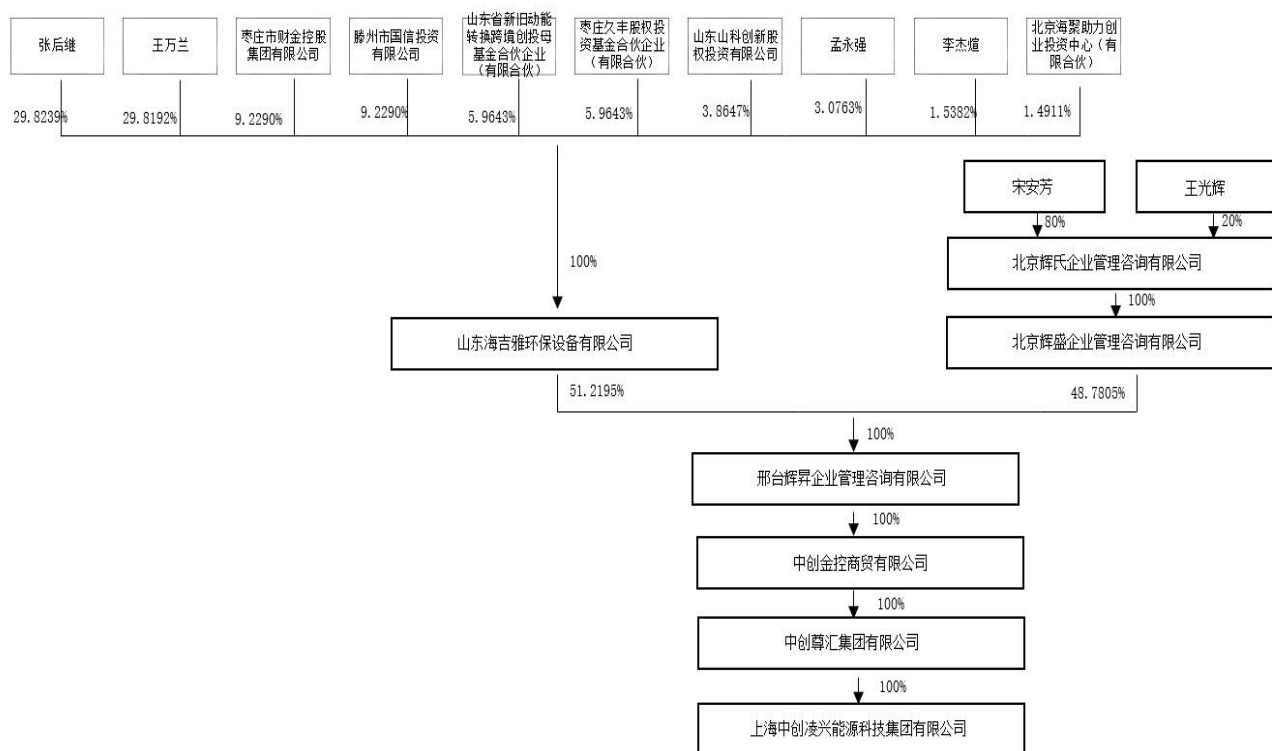 张后继
王万兰
枣庄市财金控股
集团有限公司
滕州市国信投资
有限公司
山东省新旧动能
转换跨境创投母
基金合伙企业
（有限合伙）
枣庄久丰股权投
资基金合伙企业
（有限合伙）
山东山科创新股
权投资有限公司
孟永强
李杰煊
北京海聚助力创
业投资中心（有
限合伙）
29.8239%
29.8192%
9.2290%
9.2290%
5.9643%
5.9643%
3.8647%
3.0763%
1.5382%
1.4911%
宋安芳
王光辉
80%
20%
北京辉氏企业管理咨询有限公司
100%
100%
山东海吉雅环保设备有限公司
北京辉盛企业管理咨询有限公司
51.2195%
48.7805%
100%
邢台辉昇企业管理咨询有限公司
100%
中创金控商贸有限公司
100%
中创尊汇集团有限公司
100%
上海中创凌兴能源科技集团有限公司